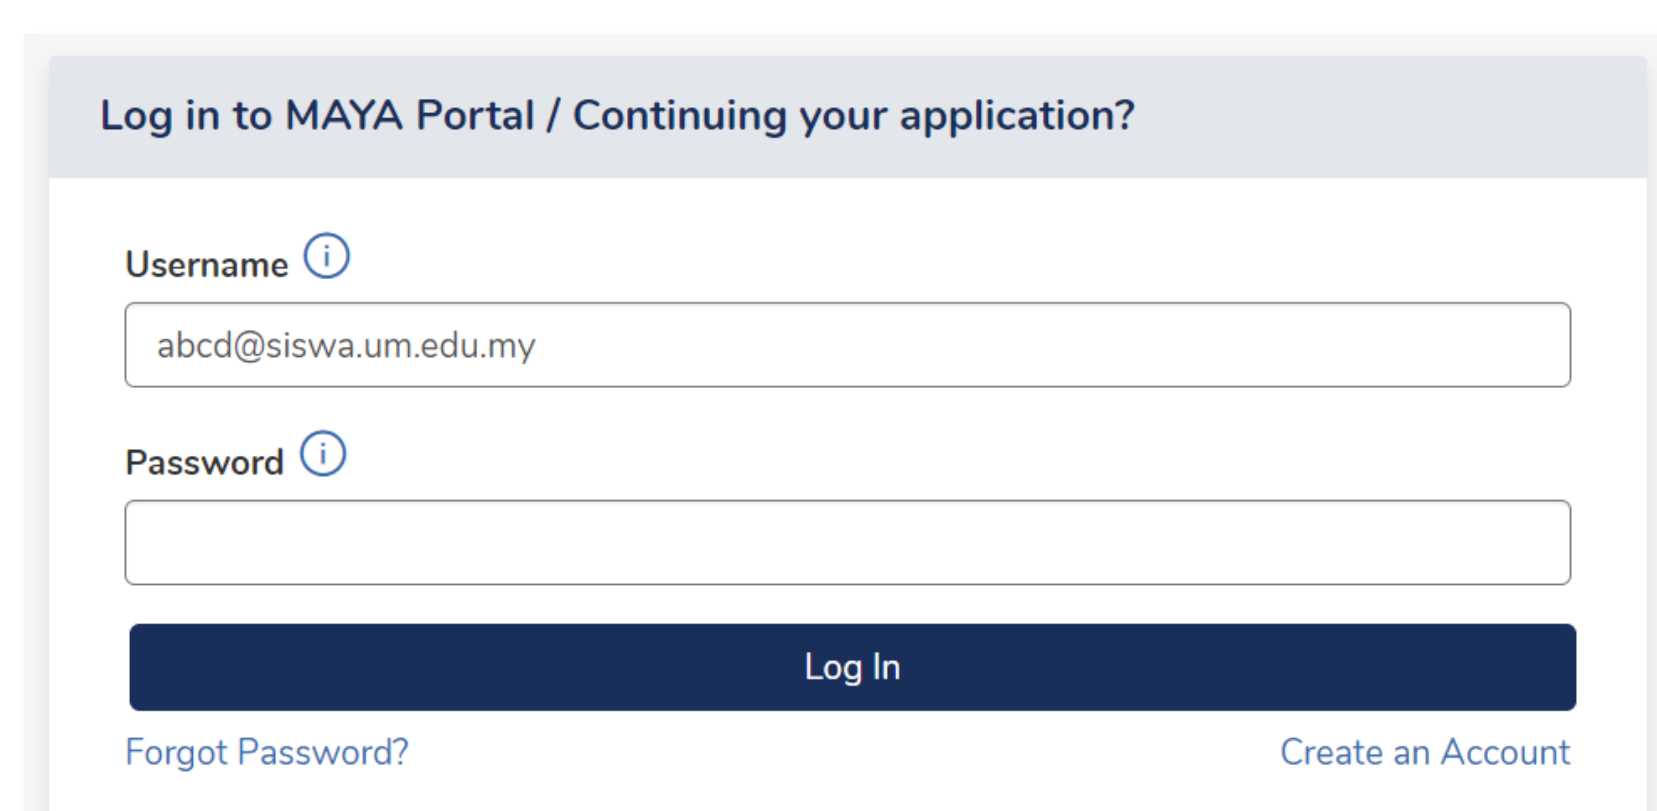 Log in to MAYA Portal / Continuing your application?
Username i
abcd@siswa.um.edu.my
Password i
Log In
Forgot Password? Create an Account